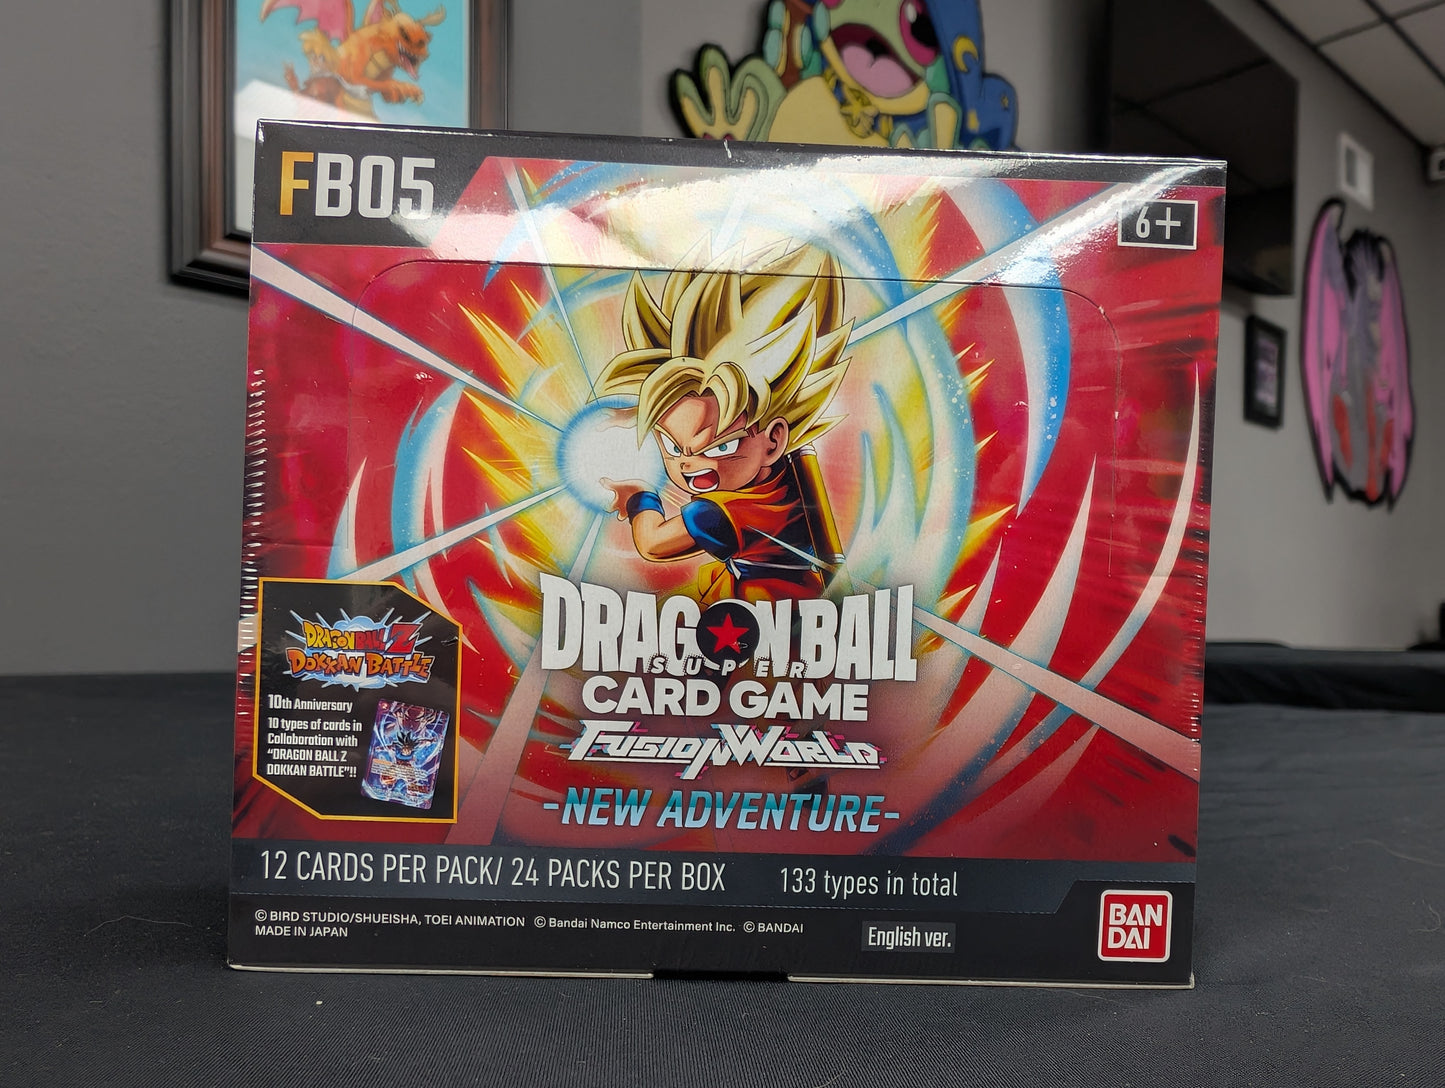 FB05
6+
DRAGON BALL
SUPER
CARD GAME
FUSION WORLD
-NEW ADVENTURE-
DRAGON BALL Z
DOKKAN BATTLE
10th Anniversary
10 types of cards in
Collaboration with
“DRAGON BALL Z
DOKKAN BATTLE”!!
12 CARDS PER PACK/ 24 PACKS PER BOX
133 types in total
© BIRD STUDIO/SHUEISHA, TOEI ANIMATION © Bandai Namco Entertainment Inc. © BANDAI
MADE IN JAPAN
English ver.
BAN
DAI